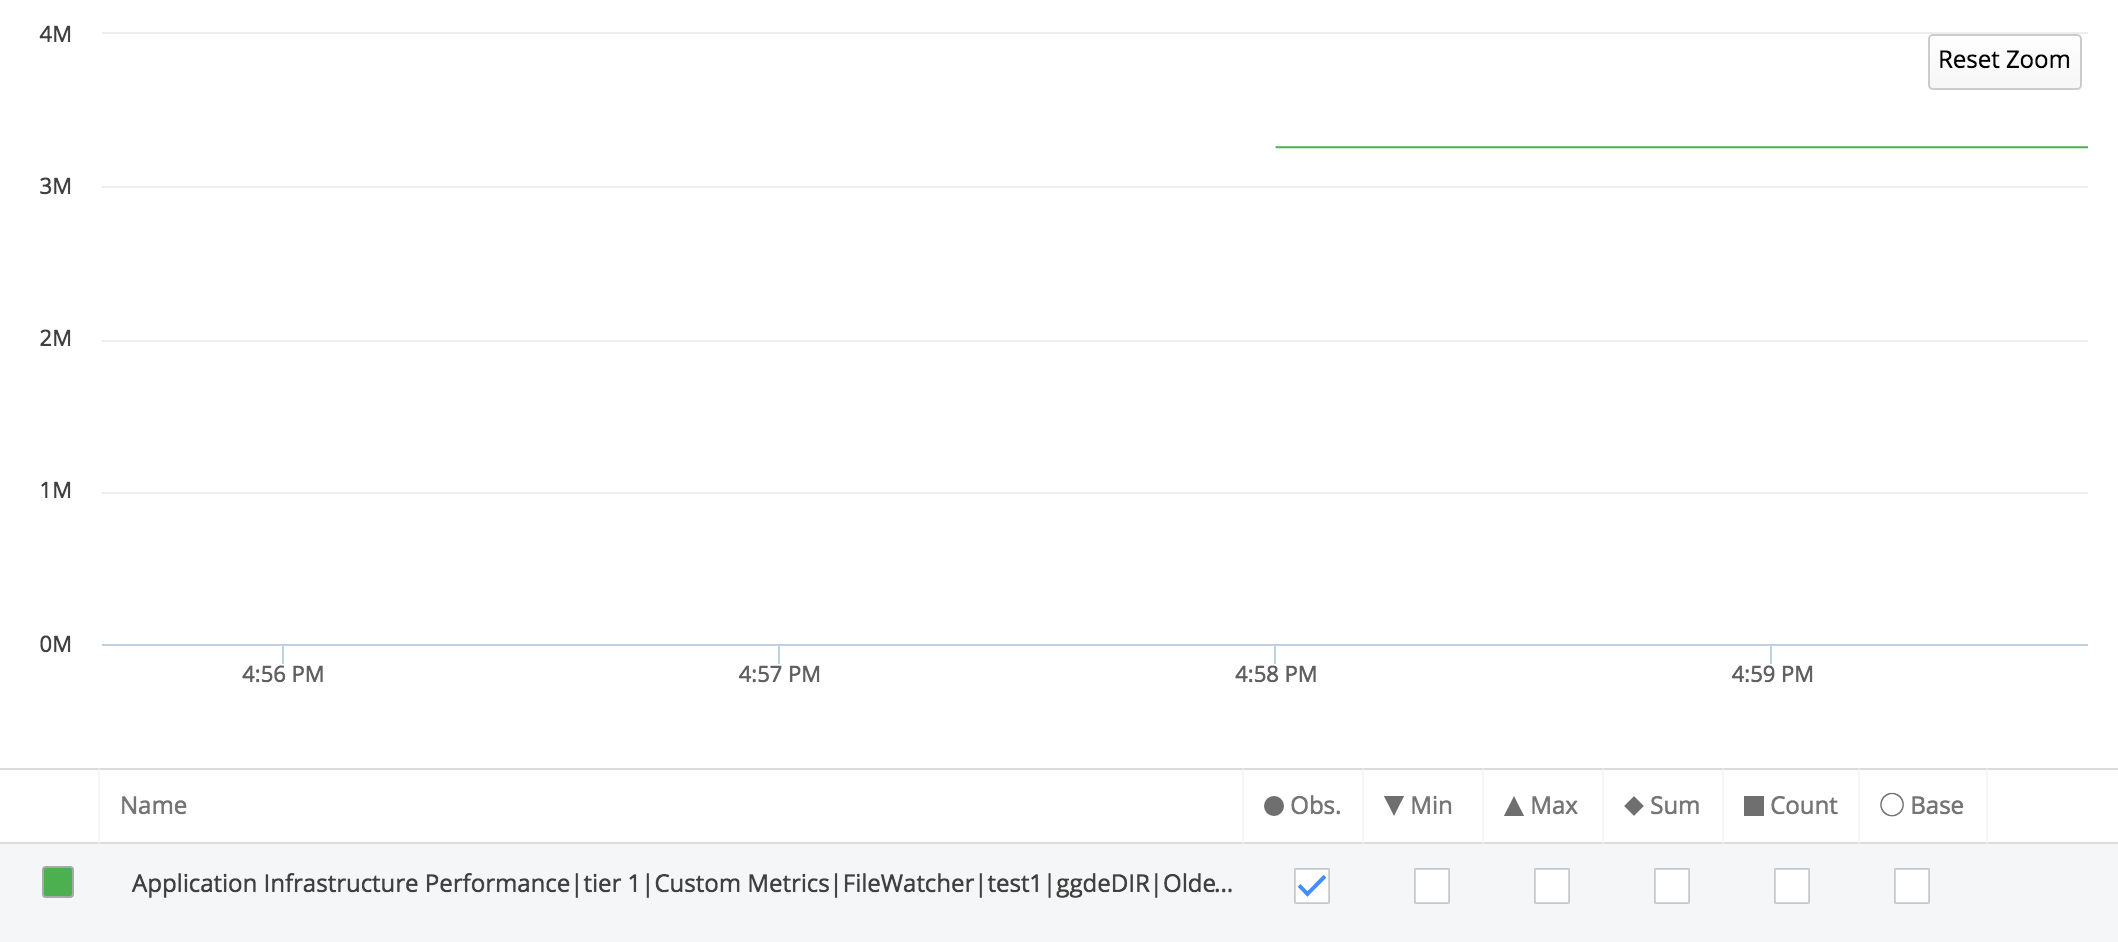 4M
Reset Zoom
3M
2M
1M
0M
4:56 PM 4:57 PM 4:58 PM 4:59 PM
Name Obs. Min Max Sum Count Base
Application Infrastructure Performance|tier 1|Custom Metrics|FileWatcher|test1|ggdeDIR|Olde...